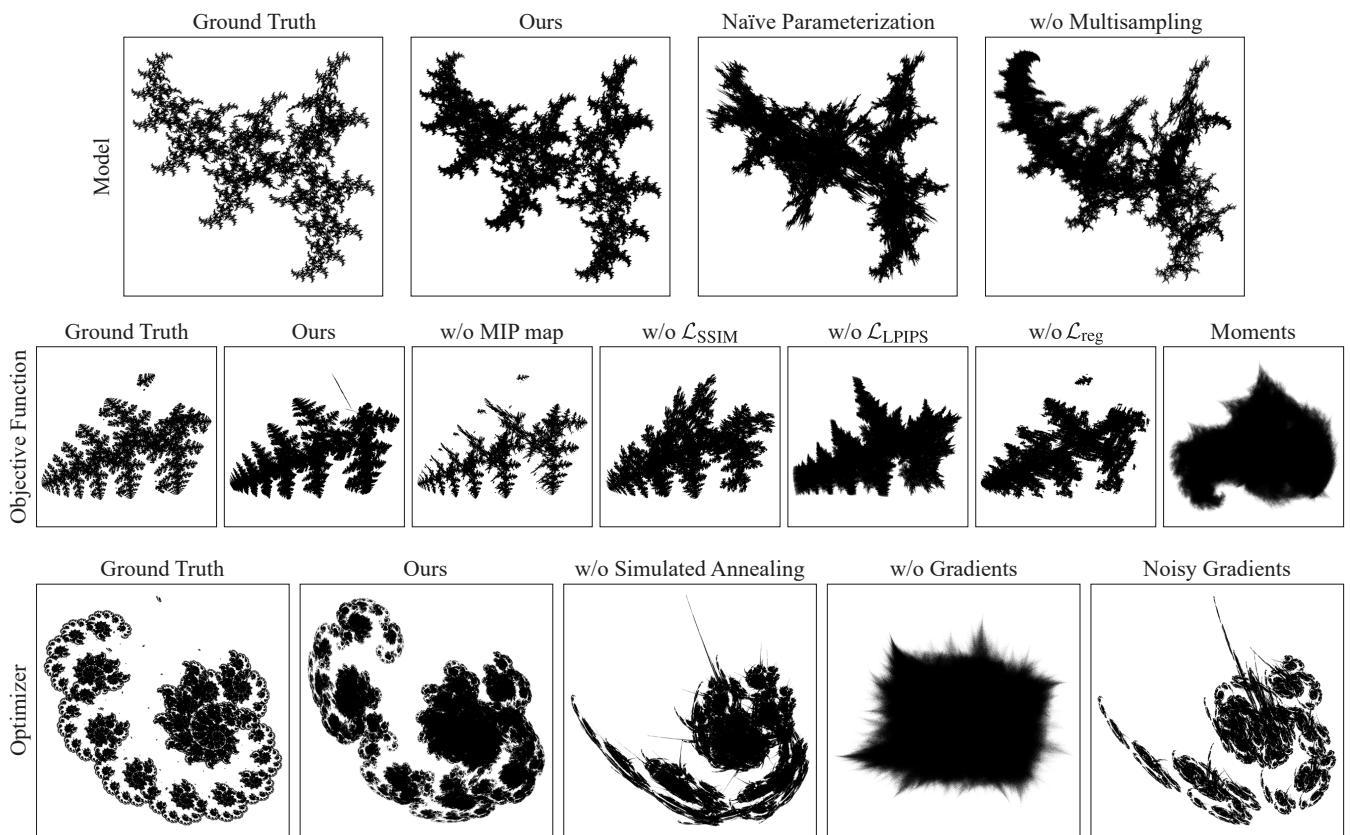 Ground Truth
Ours
Naïve Parameterization
w/o Multisampling
Model
Ground Truth
Ours
w/o MIP map
w/o ℒSSIM
w/o ℒLPIPS
w/o ℒreg
Moments
Objective Function
Ground Truth
Ours
w/o Simulated Annealing
w/o Gradients
Noisy Gradients
Optimizer